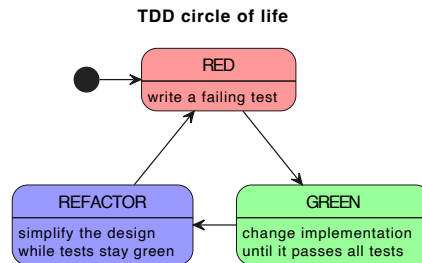 TDD circle of life
RED
write a failing test
REFACTOR
simplify the design
while tests stay green
GREEN
change implementation
until it passes all tests